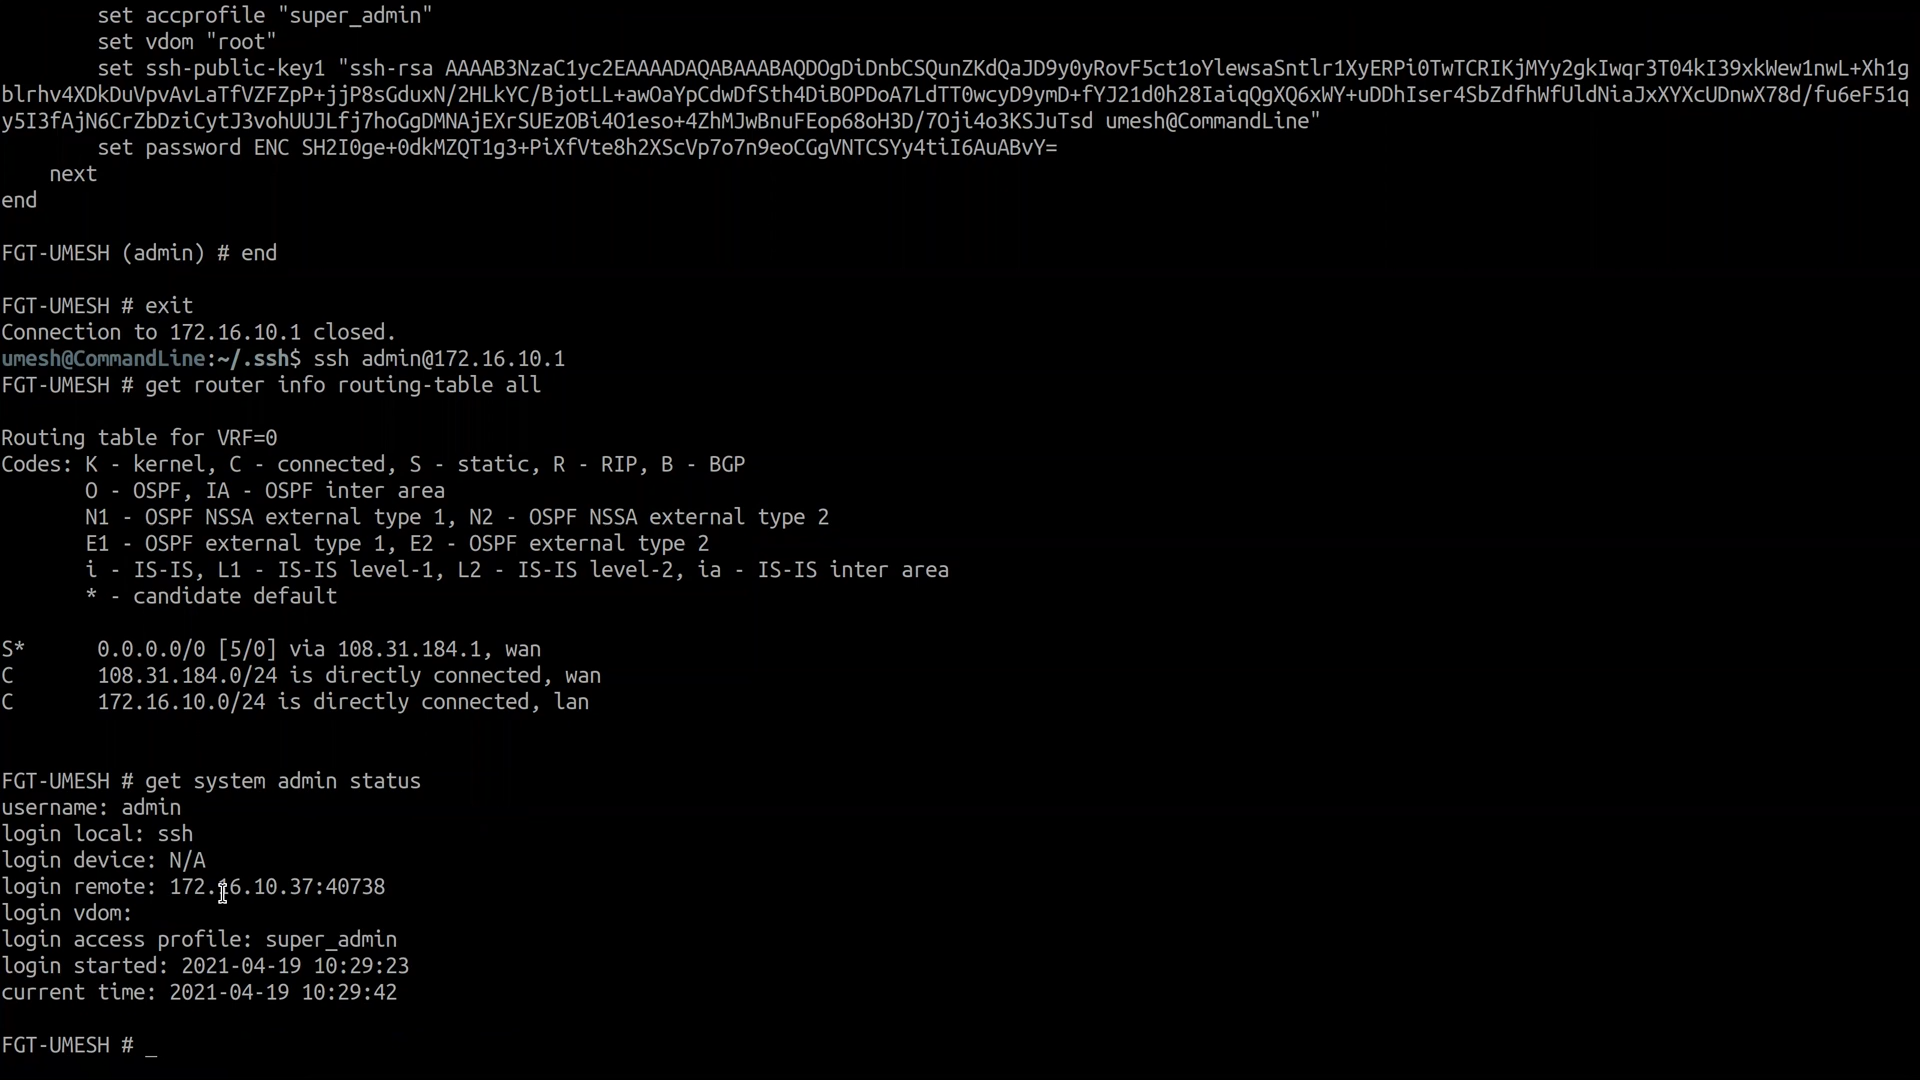 set accprofile "super_admin"
set vdom "root"
set ssh-public-key1 "ssh-rsa AAAAB3NzaC1yc2EAAAADAQABAAABAQDOgDiDnbCSQunZKdQaJD9y0yRovF5ct1oYlewsaSntlr1XyERPi0TwTCRIKjMYy2gkIwqr3T04kI39xkWew1nwL+Xh1g
blrhv4XDkDuVpvAvLaTfVZFZpP+jjP8sGduxN/2HLkYC/BjotLL+awOaYpCdwDfSth4DiBOPDoA7LdTT0wcyD9ymD+fYJ21d0h28IaiqQgXQ6xWY+uDDhIser4SbZdfhWfUldNiaJxXYXcUDnwX78d/fu6eF51q
y5I3fAjN6CrZbDziCytJ3vohUUJLfj7hoGgDMNAjEXrSUEzOBi4O1eso+4ZhMJwBnuFEop68oH3D/7Oji4o3KSJuTsd umesh@CommandLine"
set password ENC SH2I0ge+0dkMZQT1g3+PiXfVte8h2XScVp7o7n9eoCGgVNTCSYy4tiI6AuABvY=
next
end
FGT-UMESH (admin) # end
FGT-UMESH # exit
Connection to 172.16.10.1 closed.
umesh@CommandLine:~/.ssh$ ssh admin@172.16.10.1
FGT-UMESH # get router info routing-table all
Routing table for VRF=0
Codes: K - kernel, C - connected, S - static, R - RIP, B - BGP
O - OSPF, IA - OSPF inter area
N1 - OSPF NSSA external type 1, N2 - OSPF NSSA external type 2
E1 - OSPF external type 1, E2 - OSPF external type 2
i - IS-IS, L1 - IS-IS level-1, L2 - IS-IS level-2, ia - IS-IS inter area
* - candidate default
S* 0.0.0.0/0 [5/0] via 108.31.184.1, wan
C 108.31.184.0/24 is directly connected, wan
C 172.16.10.0/24 is directly connected, lan
FGT-UMESH # get system admin status
username: admin
login local: ssh
login device: N/A
login remote: 172.16.10.37:40738
login vdom:
login access profile: super_admin
login started: 2021-04-19 10:29:23
current time: 2021-04-19 10:29:42
FGT-UMESH # _